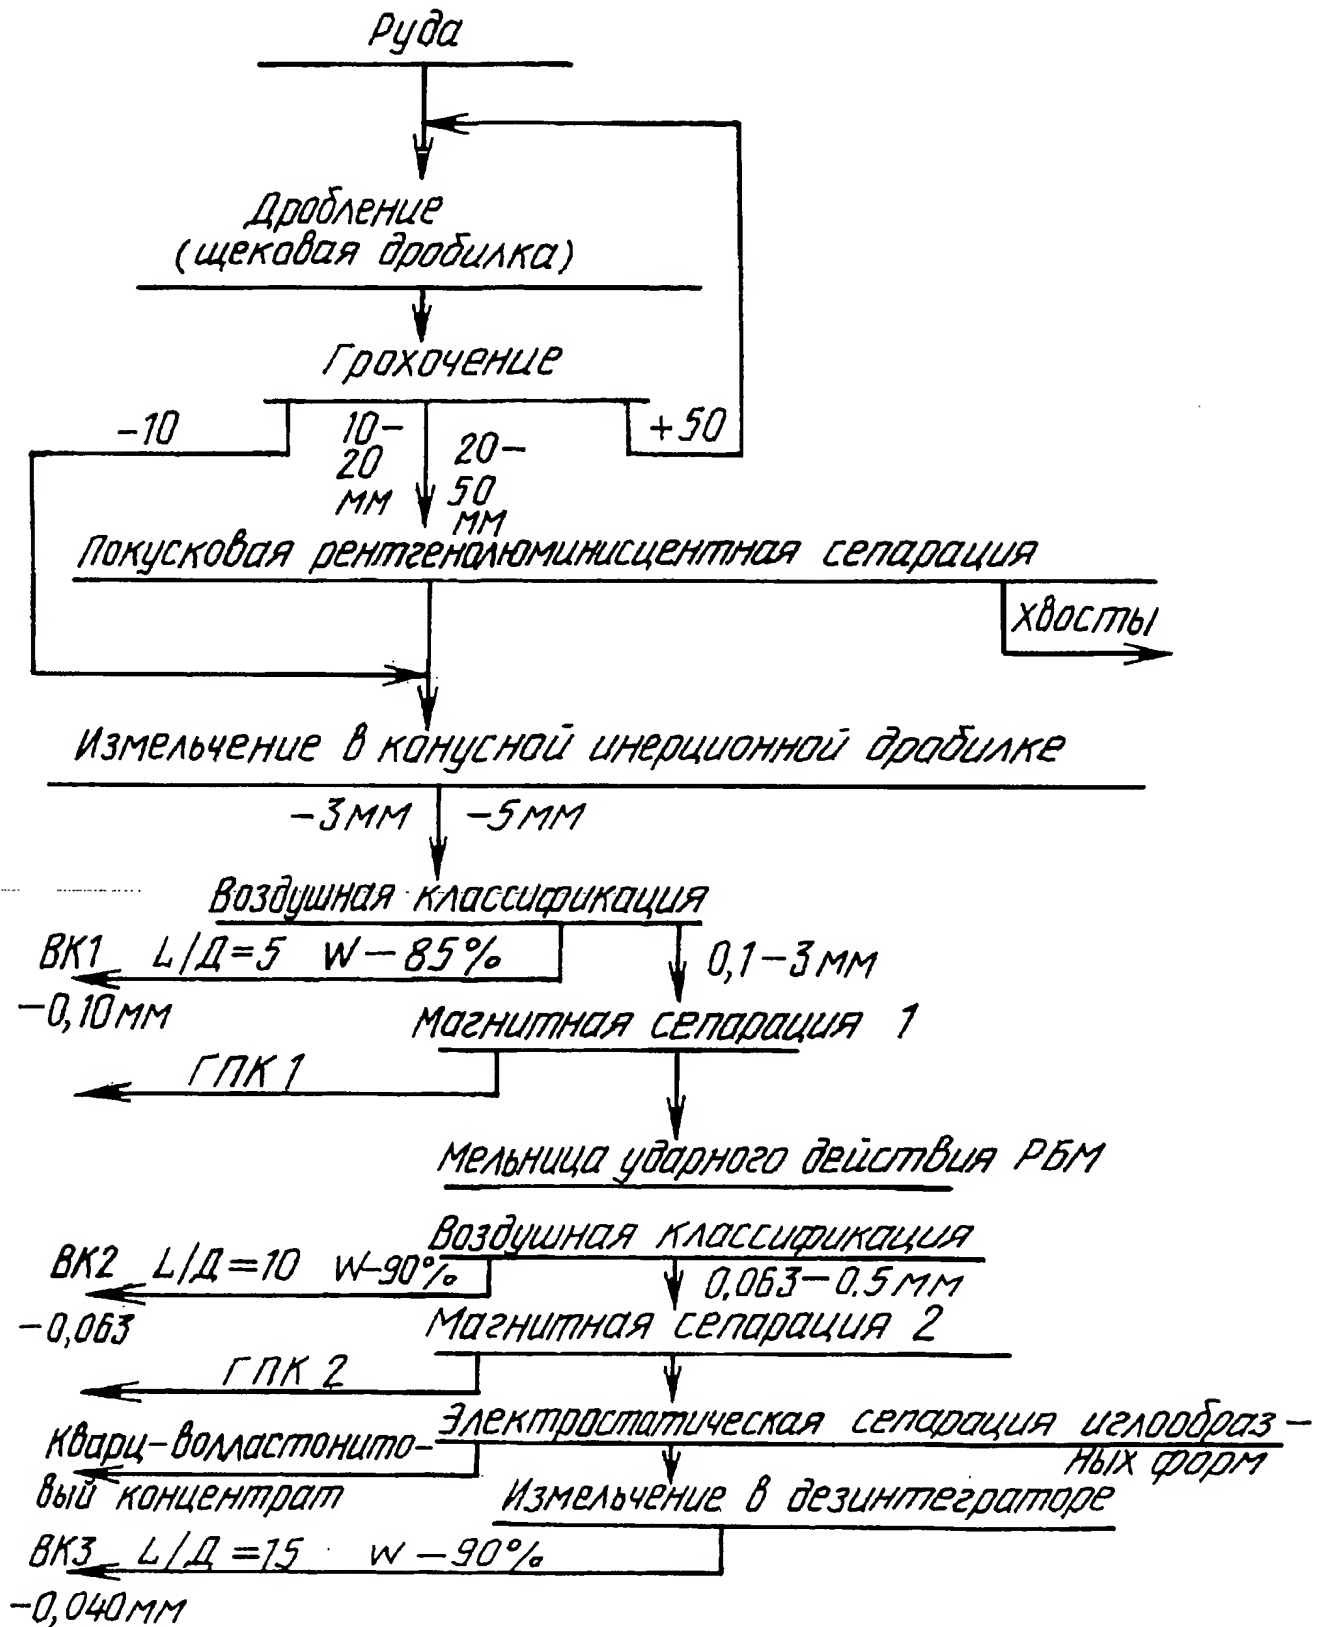 Руда
Дробление
(щековая дробилка)
Грохочение
-10
10-
20
мм
20-
50
мм
+50
Покусковая рентгенолюминисцентная сепарация
хвосты
Измельчение в конусной инерционной дробилке
-3мм -5мм
Воздушная классификация
ВК1 L/Д=5 W-85%
-0,10мм
0,1-3мм
Магнитная сепарация 1
ГПК 1
Мельница ударного действия РБМ
Воздушная классификация
ВК2 L/Д=10 W-90%
-0,063
0,063-0.5мм
Магнитная сепарация 2
ГПК 2
Электростатическая сепарация иглообраз-
ных форм
Кварц-волластонито-
вый концентрат
Измельчение в дезинтеграторе
ВК3 L/Д=15 W-90%
-0,040мм